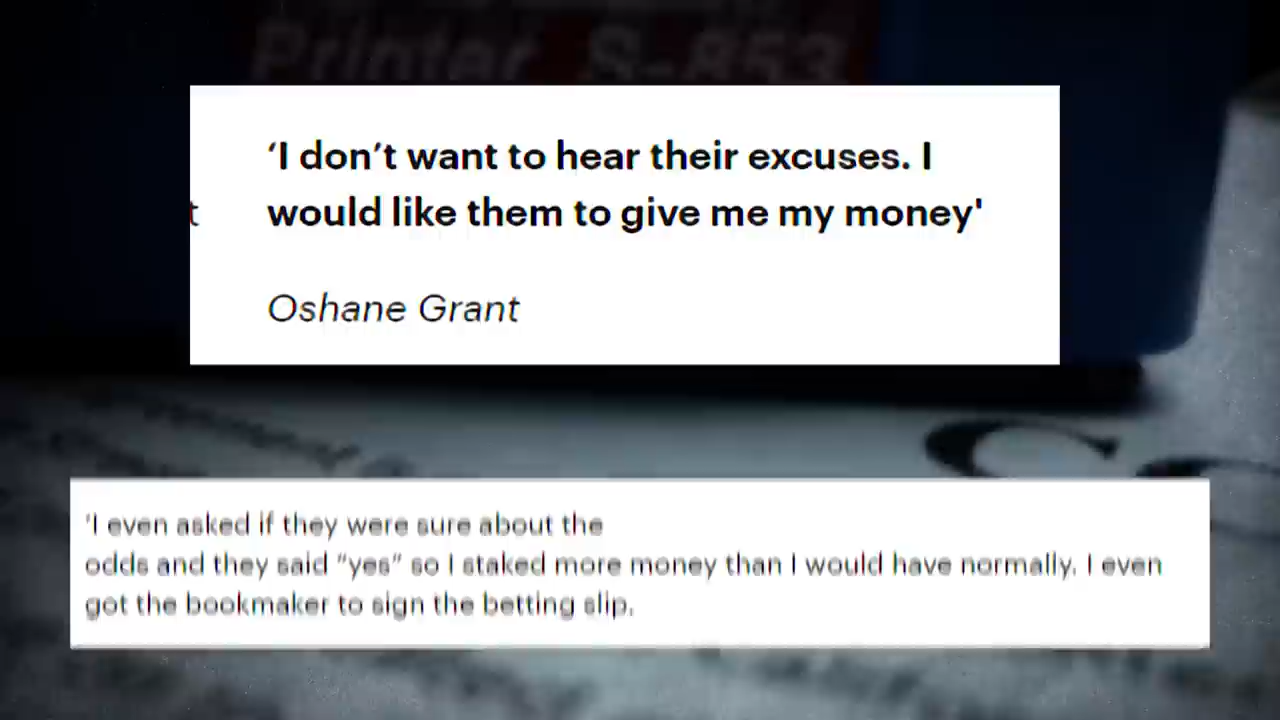 Printer S-853
‘I don’t want to hear their excuses. I
t
would like them to give me my money'
Oshane Grant
'I even asked if they were sure about the
odds and they said “yes” so I staked more money than I would have normally. I even
got the bookmaker to sign the betting slip.